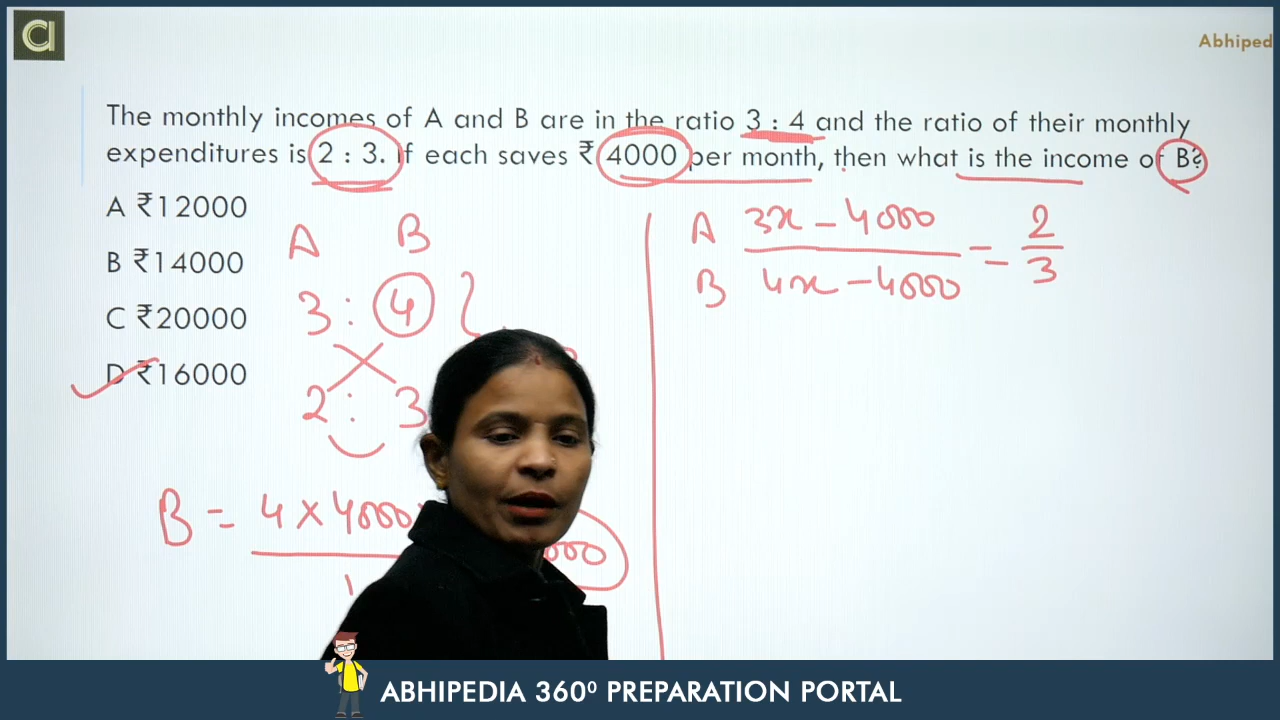 Abhiped
The monthly incomes of A and B are in the ratio 3 : 4 and the ratio of their monthly
expenditures is 2 : 3. If each saves ₹ 4000 per month, then what is the income of B?
A ₹12000
B ₹14000
C ₹20000
D ₹16000
A B
3 : 4
2 : 3
B = 4 × 4000
1
000
A 3x - 4000 = 2
B 4x - 4000 3
ABHIPEDIA 360⁰ PREPARATION PORTAL